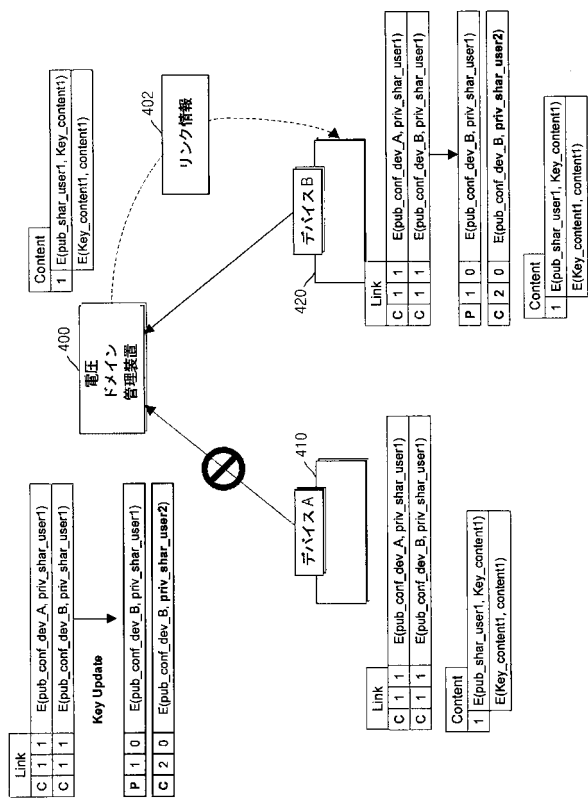 Link
C 1 1 E(pub_conf_dev_A, priv_shar_user1)
C 1 1 E(pub_conf_dev_B, priv_shar_user1)
Key Update
P 1 0 E(pub_conf_dev_B, priv_shar_user1)
C 2 0 E(pub_conf_dev_B, priv_shar_user2)
400
電圧
ドメイン
管理装置
Content
1 E(pub_shar_user1, Key_content1)
E(Key_content1, content1)
402
リンク情報
デバイスA
410
Link
C 1 1 E(pub_conf_dev_A, priv_shar_user1)
C 1 1 E(pub_conf_dev_B, priv_shar_user1)
Content
1 E(pub_shar_user1, Key_content1)
E(Key_content1, content1)
デバイスB
420
Link
C 1 1 E(pub_conf_dev_A, priv_shar_user1)
C 1 1 E(pub_conf_dev_B, priv_shar_user1)
P 1 0 E(pub_conf_dev_B, priv_shar_user1)
C 2 0 E(pub_conf_dev_B, priv_shar_user2)
Content
1 E(pub_shar_user1, Key_content1)
E(Key_content1, content1)